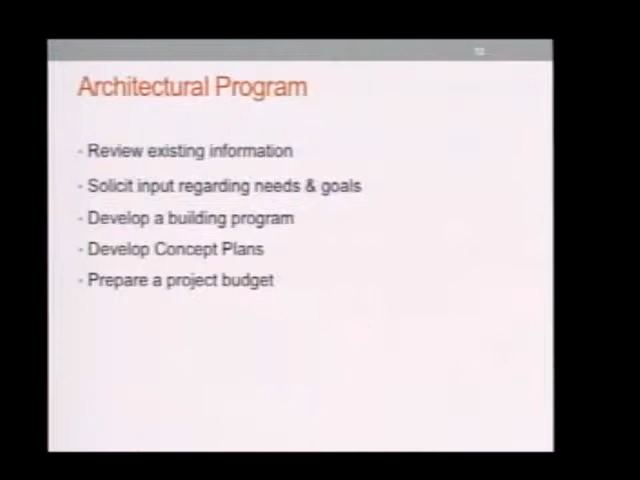 Architectural Program
· Review existing information
· Solicit input regarding needs & goals
· Develop a building program
· Develop Concept Plans
· Prepare a project budget